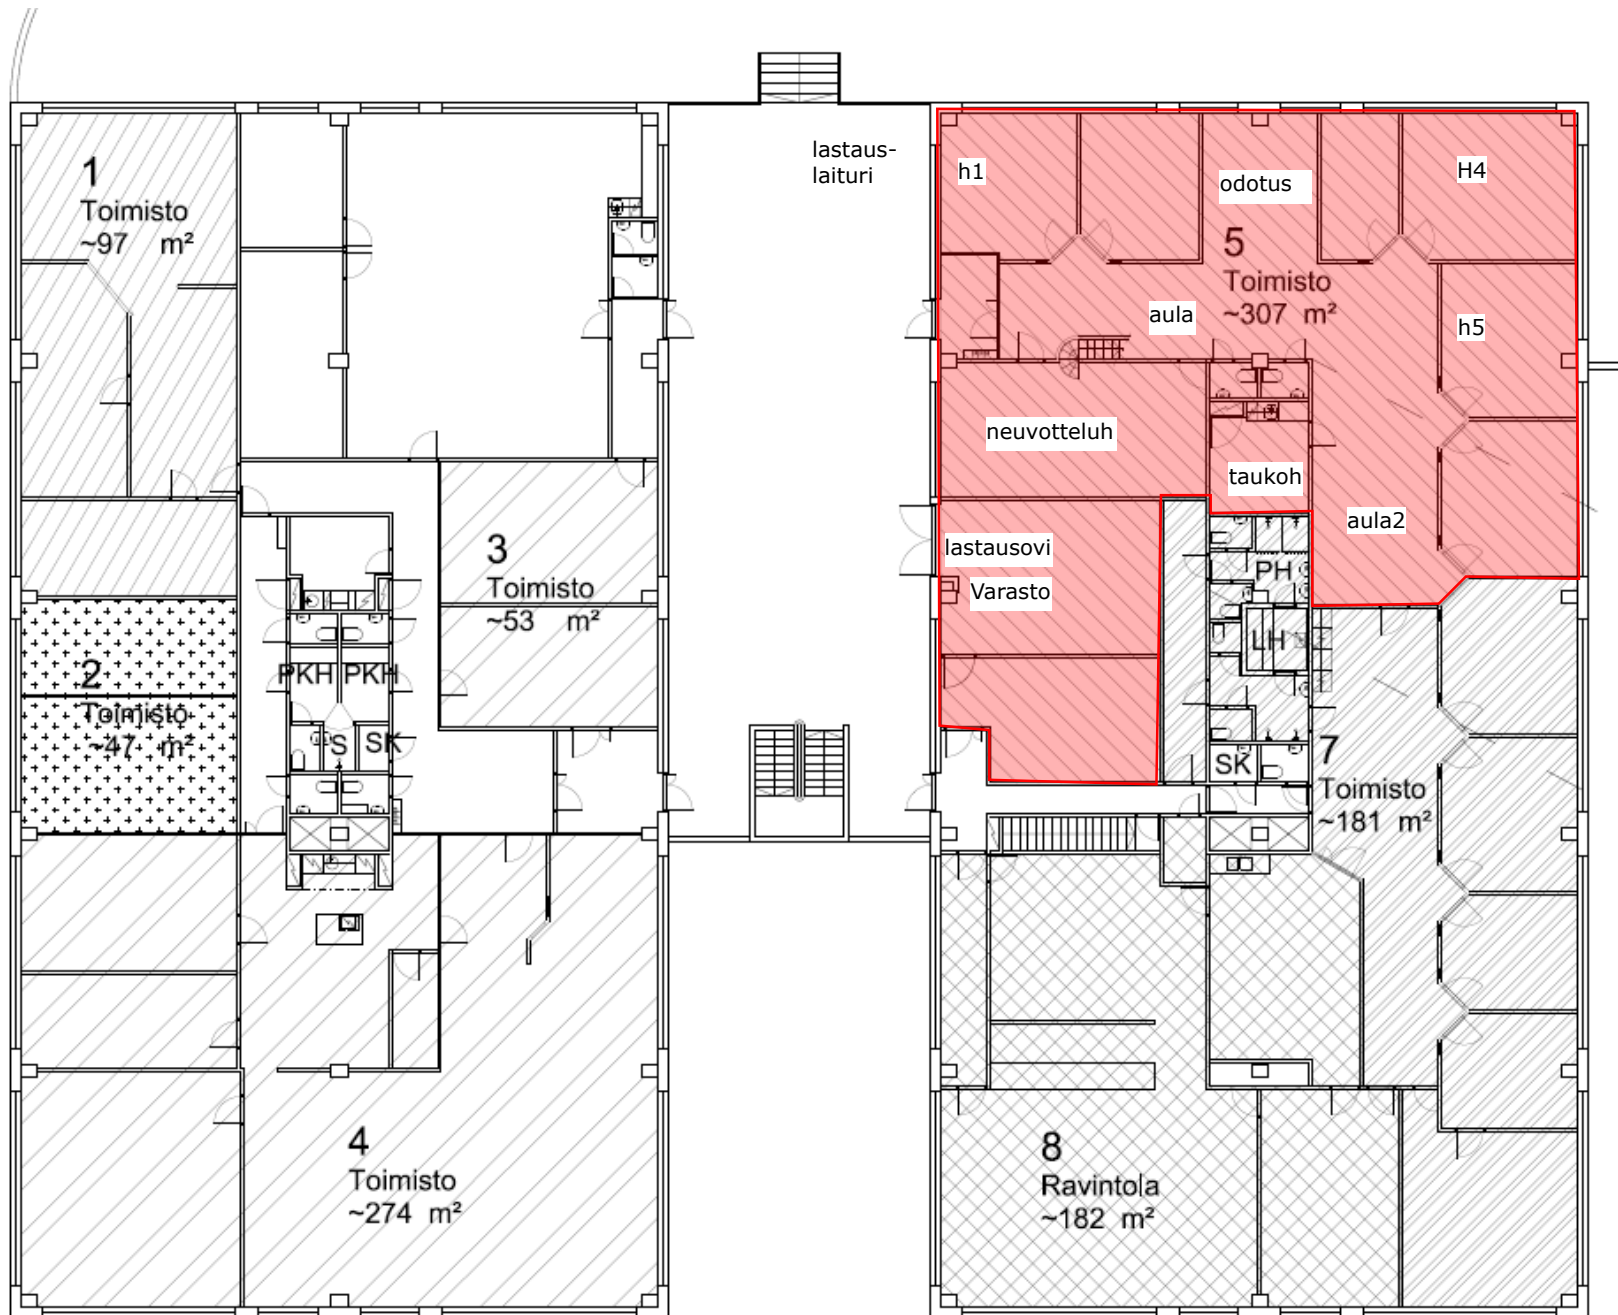 lastaus-
laituri
1
Toimisto
~97 m²
h1
odotus
H4
5
Toimisto
~307 m²
aula
h5
neuvotteluh
taukoh
aula2
3
Toimisto
~53 m²
lastausovi
Varasto
PH
LH
2
Toimisto
~47 m²
PKH PKH
S SK
SK
7
Toimisto
~181 m²
4
Toimisto
~274 m²
8
Ravintola
~182 m²